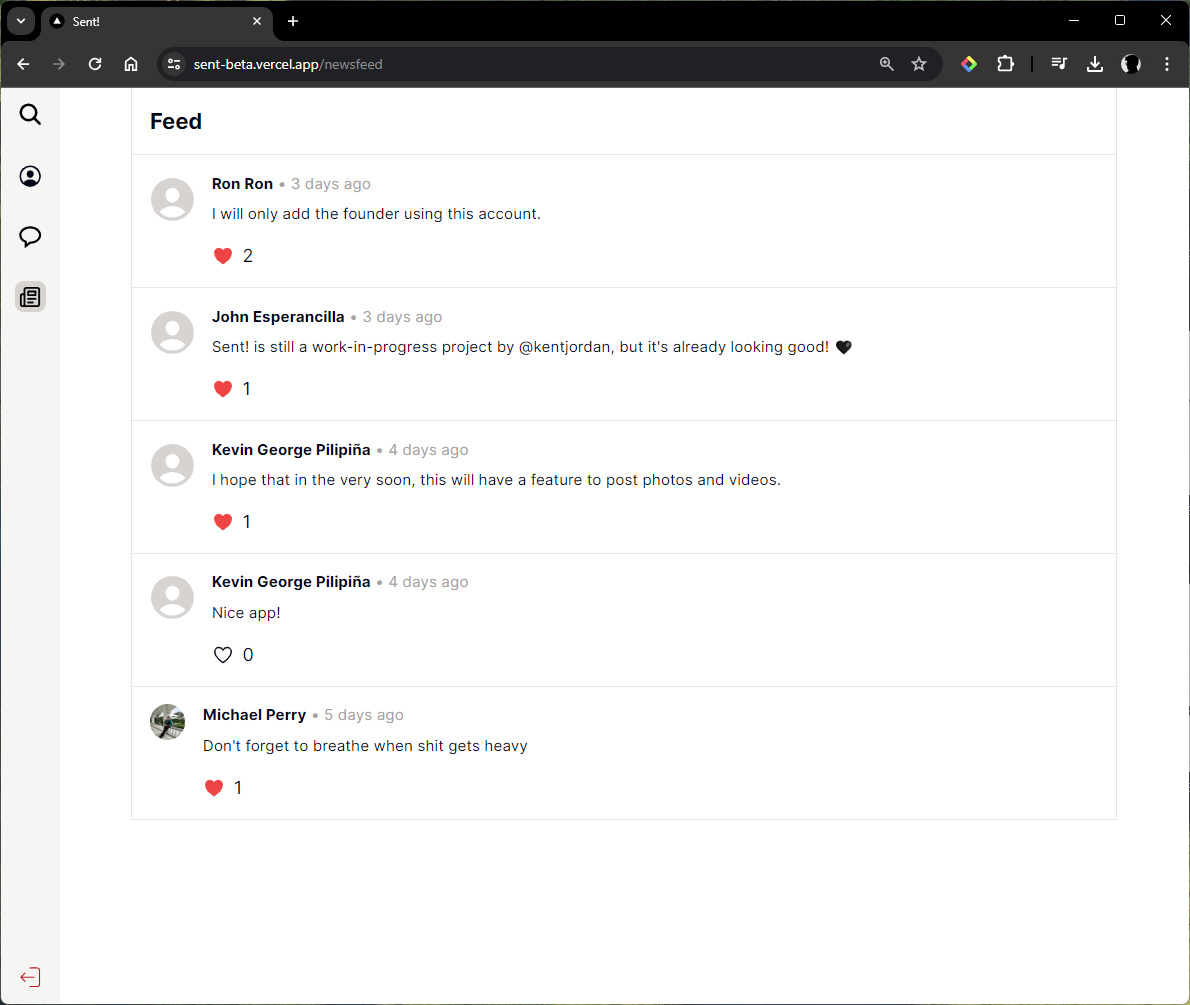 Sent!
sent-beta.vercel.app/newsfeed
Feed
Ron Ron • 3 days ago
I will only add the founder using this account.
2
John Esperancilla • 3 days ago
Sent! is still a work-in-progress project by @kentjordan, but it's already looking good! 🖤
1
Kevin George Pilipiña • 4 days ago
I hope that in the very soon, this will have a feature to post photos and videos.
1
Kevin George Pilipiña • 4 days ago
Nice app!
0
Michael Perry • 5 days ago
Don't forget to breathe when shit gets heavy
1